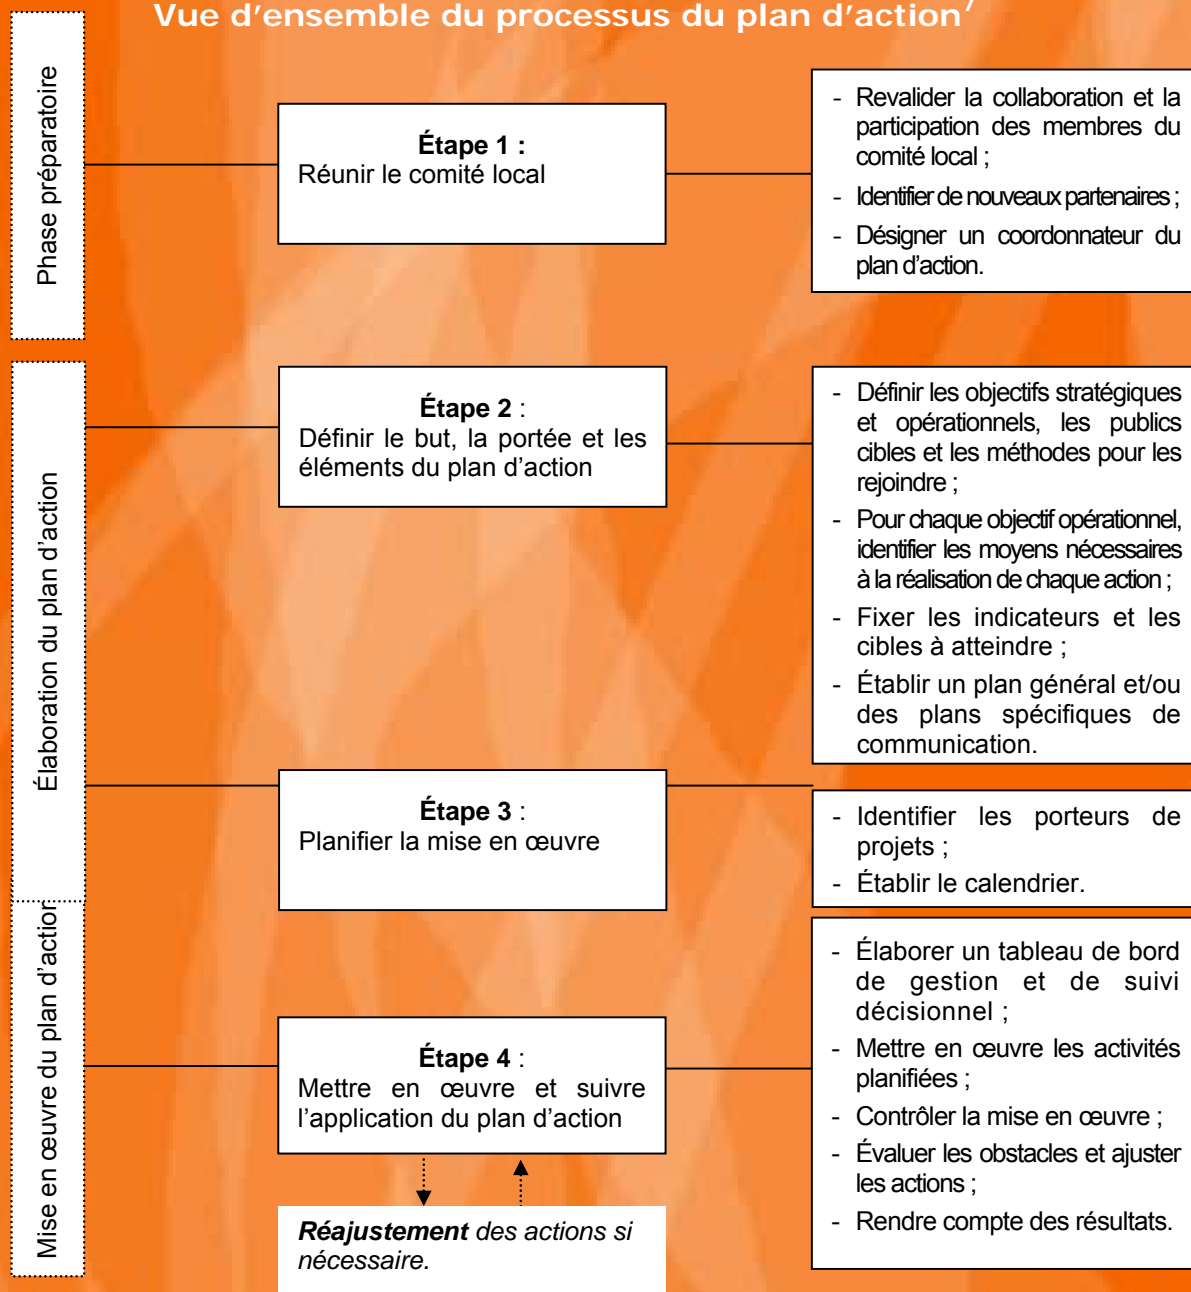 Vue d'ensemble du processus du plan d'action7
Phase préparatoire
Étape 1 :
Réunir le comité local
- Revalider la collaboration et la
participation des membres du
comité local ;
- Identifier de nouveaux partenaires ;
- Désigner un coordonnateur du
plan d'action.
Élaboration du plan d'action
Étape 2 :
Définir le but, la portée et les
éléments du plan d'action
- Définir les objectifs stratégiques
et opérationnels, les publics
cibles et les méthodes pour les
rejoindre ;
- Pour chaque objectif opérationnel,
identifier les moyens nécessaires
à la réalisation de chaque action ;
- Fixer les indicateurs et les
cibles à atteindre ;
- Établir un plan général et/ou
des plans spécifiques de
communication.
Étape 3 :
Planifier la mise en œuvre
- Identifier les porteurs de
projets ;
- Établir le calendrier.
Mise en œuvre du plan d'action
Étape 4 :
Mettre en œuvre et suivre
l'application du plan d'action
- Élaborer un tableau de bord
de gestion et de suivi
décisionnel ;
- Mettre en œuvre les activités
planifiées ;
- Contrôler la mise en œuvre ;
- Évaluer les obstacles et ajuster
les actions ;
- Rendre compte des résultats.
Réajustement des actions si
nécessaire.